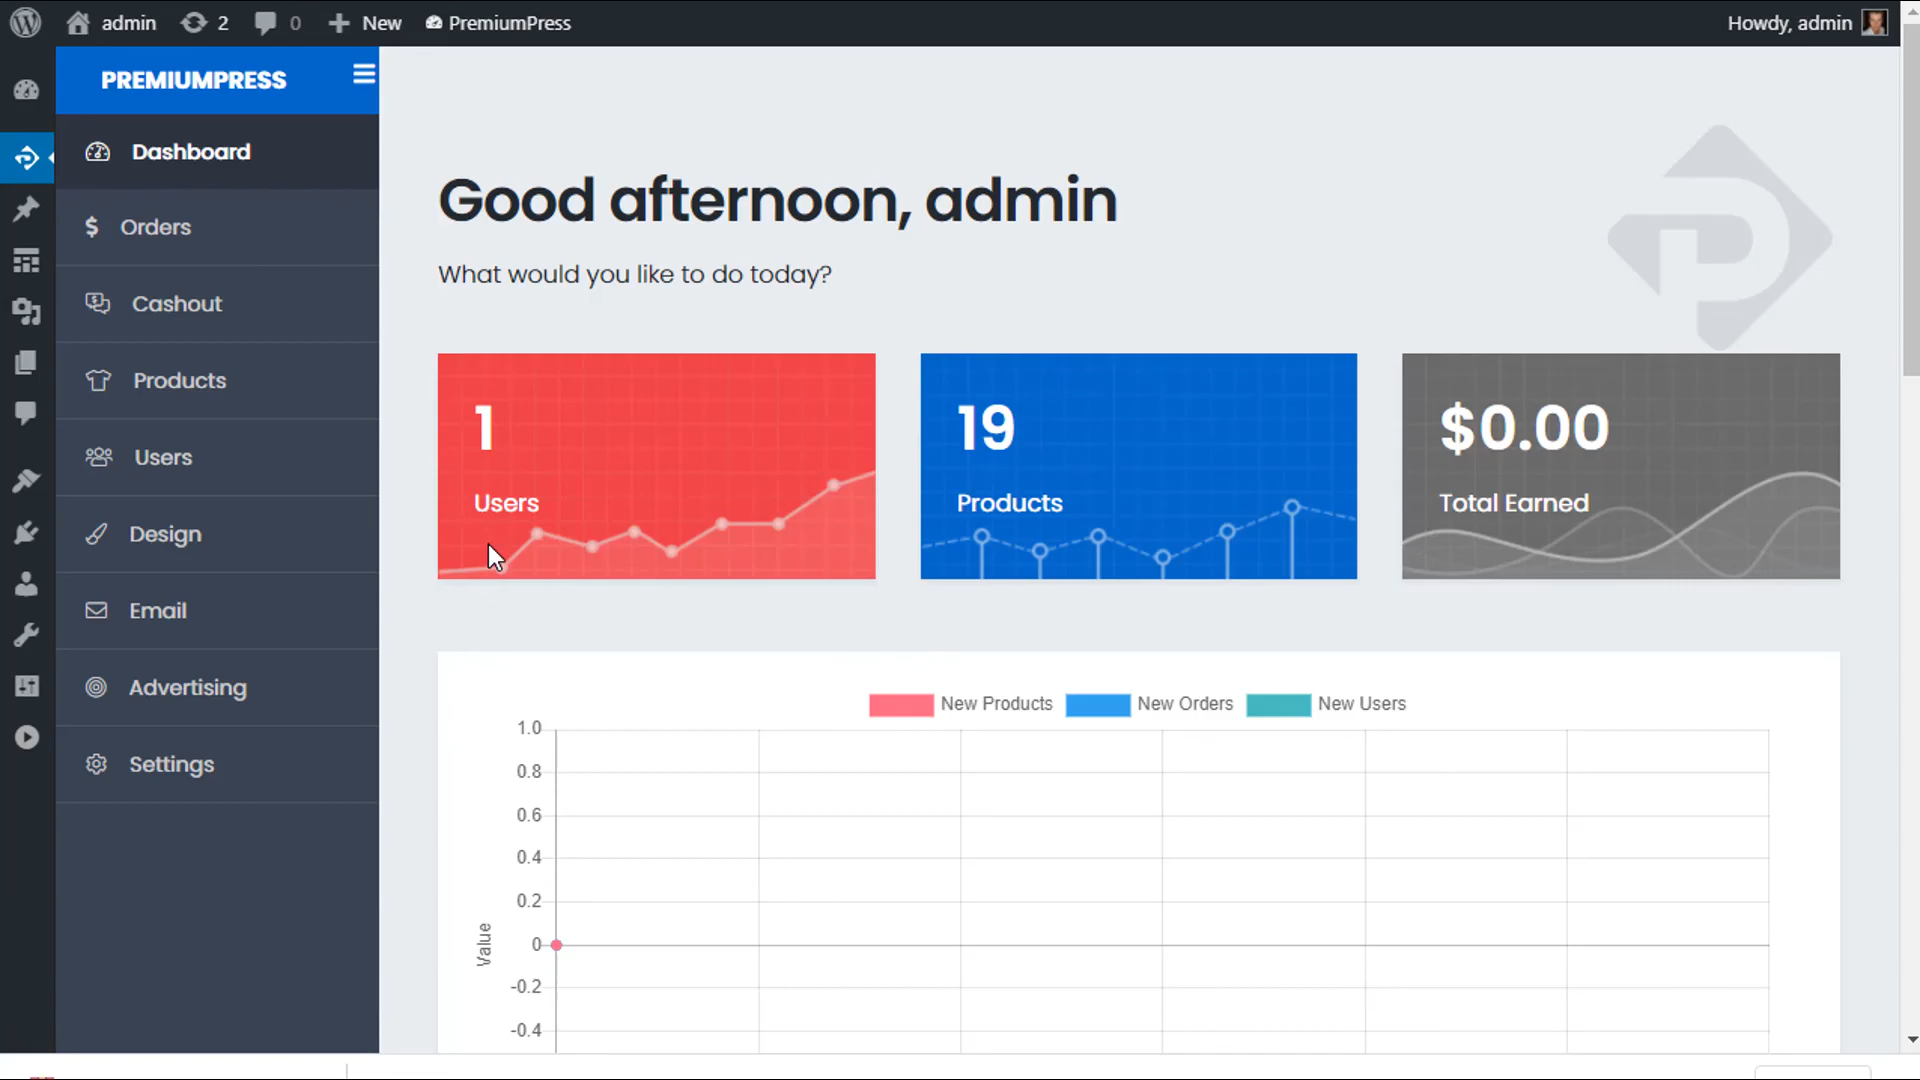 admin 2 0 New PremiumPress Howdy, admin
PREMIUMPRESS
Dashboard
Orders
Cashout
Products
Users
Design
Email
Advertising
Settings
Good afternoon, admin
What would you like to do today?
1
Users
19
Products
$0.00
Total Earned
New Products New Orders New Users
1.0
0.8
0.6
0.4
0.2
0
-0.2
-0.4
Value